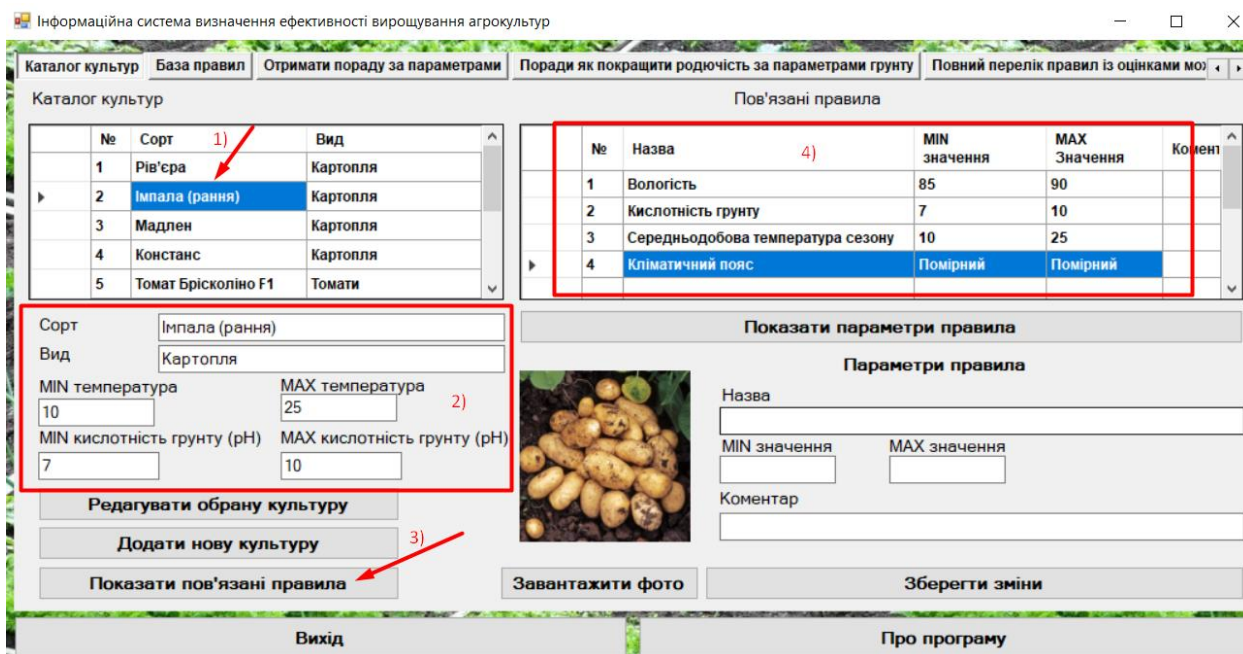 Інформаційна система визначення ефективності вирощування агрокультур
Каталог культур База правил Отримати пораду за параметрами Поради як покращити родючість за параметрами грунту Повний перелік правил із оцінками
Каталог культур
№ Сорт 1) Вид
1 Рів'єра Картопля
2 Імпала (рання) Картопля
3 Мадлен Картопля
4 Констанс Картопля
5 Томат Брісколіно F1 Томати
Сорт Імпала (рання)
Вид Картопля
MIN температура MAX температура
10 25 2)
MIN кислотність грунту (pH) MAX кислотність грунту (pH)
7 10
Редагувати обрану культуру
Додати нову культуру 3)
Показати пов'язані правила
Пов'язані правила
№ Назва 4) MIN значення MAX Значення
1 Вологість 85 90
2 Кислотність грунту 7 10
3 Середньодобова температура сезону 10 25
4 Кліматичний пояс Помірний Помірний
Показати параметри правила
Параметри правила
Назва
MIN значення MAX значення
Коментар
Завантажити фото Зберегти зміни
Вихід Про програму